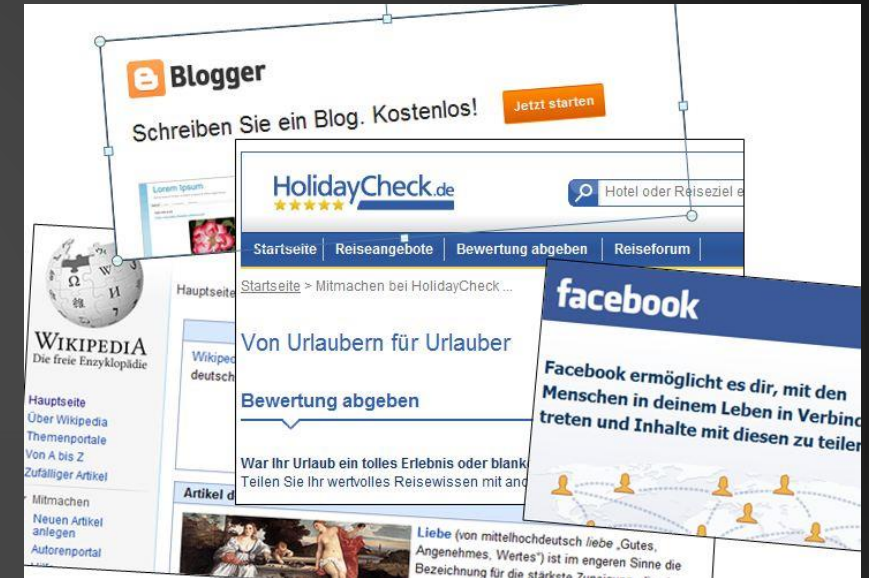 Blogger
Schreiben Sie ein Blog. Kostenlos!
Jetzt starten
Lorem Ipsum
HolidayCheck.de
Hotel oder Reiseziel e
Startseite Reiseangebote Bewertung abgeben Reiseforum
Startseite > Mitmachen bei HolidayCheck ...
Von Urlaubern für Urlauber
Bewertung abgeben
War Ihr Urlaub ein tolles Erlebnis oder blank
Teilen Sie Ihr wertvolles Reisewissen mit and
facebook
Facebook ermöglicht es dir, mit den
Menschen in deinem Leben in Verbind
treten und Inhalte mit diesen zu teilen
Ω W И
WIKIPEDIA
Die freie Enzyklopädie
Hauptseite
Über Wikipedia
Themenportale
Von A bis Z
Zufälliger Artikel
Mitmachen
Neuen Artikel
anlegen
Autorenportal
Hauptseite
Wikiped
deutsch
Artikel d
Liebe (von mittelhochdeutsch liebe „Gutes,
Angenehmes, Wertes“) ist im engeren Sinne die
Bezeichnung für die stärkste